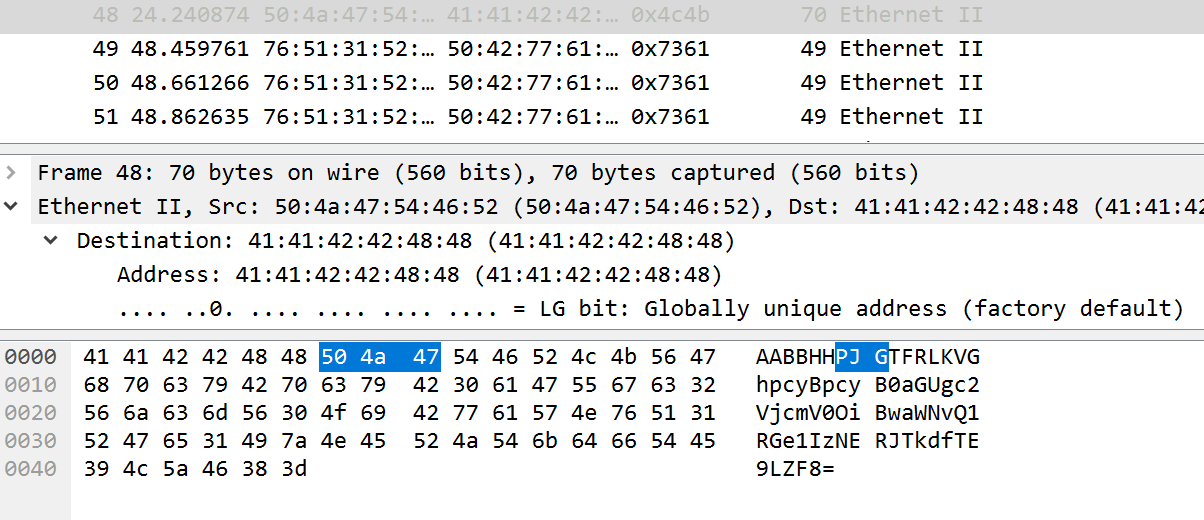 48 24.240874 50:4a:47:54:… 41:41:42:42:… 0x4c4b 70 Ethernet II
49 48.459761 76:51:31:52:… 50:42:77:61:… 0x7361 49 Ethernet II
50 48.661266 76:51:31:52:… 50:42:77:61:… 0x7361 49 Ethernet II
51 48.862635 76:51:31:52:… 50:42:77:61:… 0x7361 49 Ethernet II
Frame 48: 70 bytes on wire (560 bits), 70 bytes captured (560 bits)
Ethernet II, Src: 50:4a:47:54:46:52 (50:4a:47:54:46:52), Dst: 41:41:42:42:48:48 (41:41:42
Destination: 41:41:42:42:48:48 (41:41:42:42:48:48)
Address: 41:41:42:42:48:48 (41:41:42:42:48:48)
.... ..0. .... .... .... .... = LG bit: Globally unique address (factory default)
0000 41 41 42 42 48 48 50 4a 47 54 46 52 4c 4b 56 47 AABBHHPJ GTFRLKVG
0010 68 70 63 79 42 70 63 79 42 30 61 47 55 67 63 32 hpcyBpcy B0aGUgc2
0020 56 6a 63 6d 56 30 4f 69 42 77 61 57 4e 76 51 31 VjcmV0Oi BwaWNvQ1
0030 52 47 65 31 49 7a 4e 45 52 4a 54 6b 64 66 54 45 RGe1IzNE RJTkdfTE
0040 39 4c 5a 46 38 3d 9LZF8=